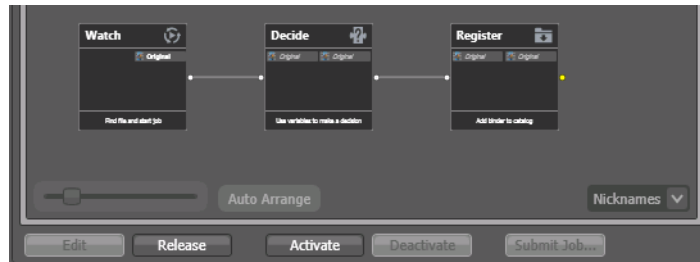 Watch
Decide
Register
Original
Original Original
Original Original
Find file and start job
Use variables to make a decision
Add binder to catalog
Auto Arrange
Nicknames
Edit
Release
Activate
Deactivate
Submit Job...